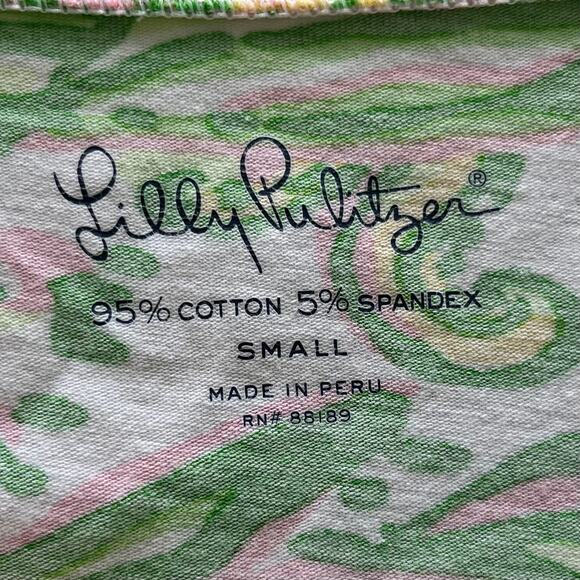 Lilly Pulitzer®
95% COTTON 5% SPANDEX
SMALL
MADE IN PERU
RN# 88189